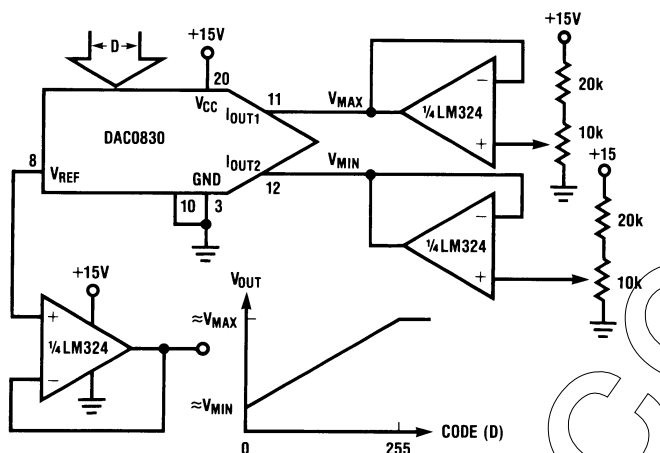 D
+15V
+15V
20
11
VCC
IOUT1
VMAX
1/4 LM324
20k
10k
DAC0830
8
VREF
IOUT2
VMIN
+15
GND
12
10
3
1/4 LM324
20k
10k
+15V
1/4 LM324
VOUT
≈VMAX
≈VMIN
0
255
CODE (D)